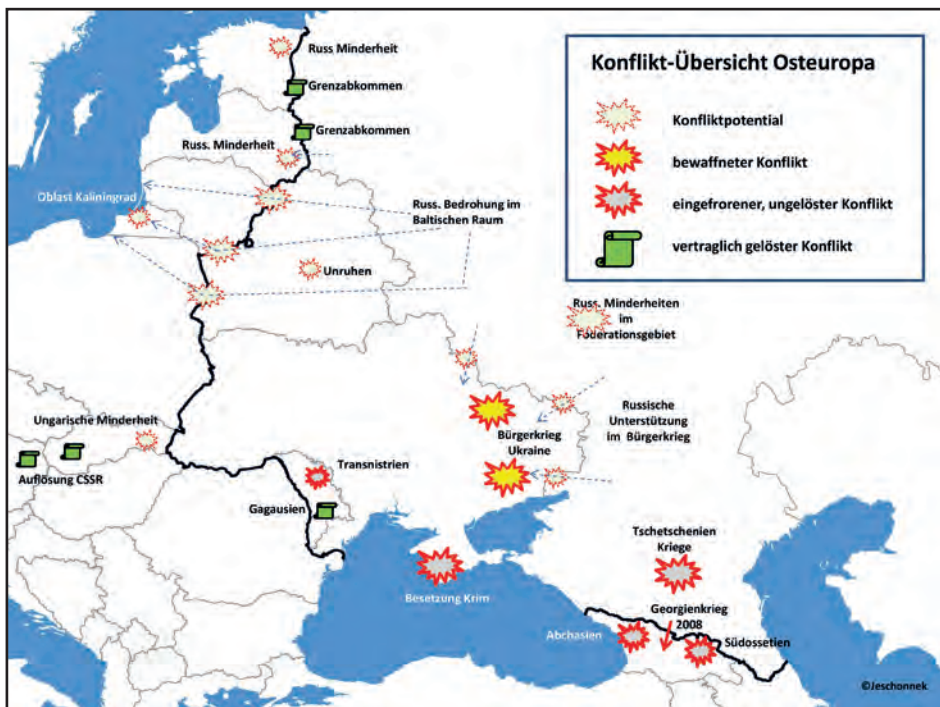 Konflikt-Übersicht Osteuropa
Konfliktpotential
bewaffneter Konflikt
eingefrorener, ungelöster Konflikt
vertraglich gelöster Konflikt
Russ Minderheit
Grenzabkommen
Grenzabkommen
Russ. Minderheit
Oblast Kaliningrad
Russ. Bedrohung im
Baltischen Raum
Unruhen
Russ. Minderheiten
im
Föderationsgebiet
Ungarische Minderheit
Russische
Unterstützung
im Bürgerkrieg
Bürgerkrieg
Ukraine
Transnistrien
Auflösung CSSR
Gagausien
Tschetschenien
Kriege
Besetzung Krim
Georgienkrieg
2008
Abchasien
Südossetien
©Jeschonnek